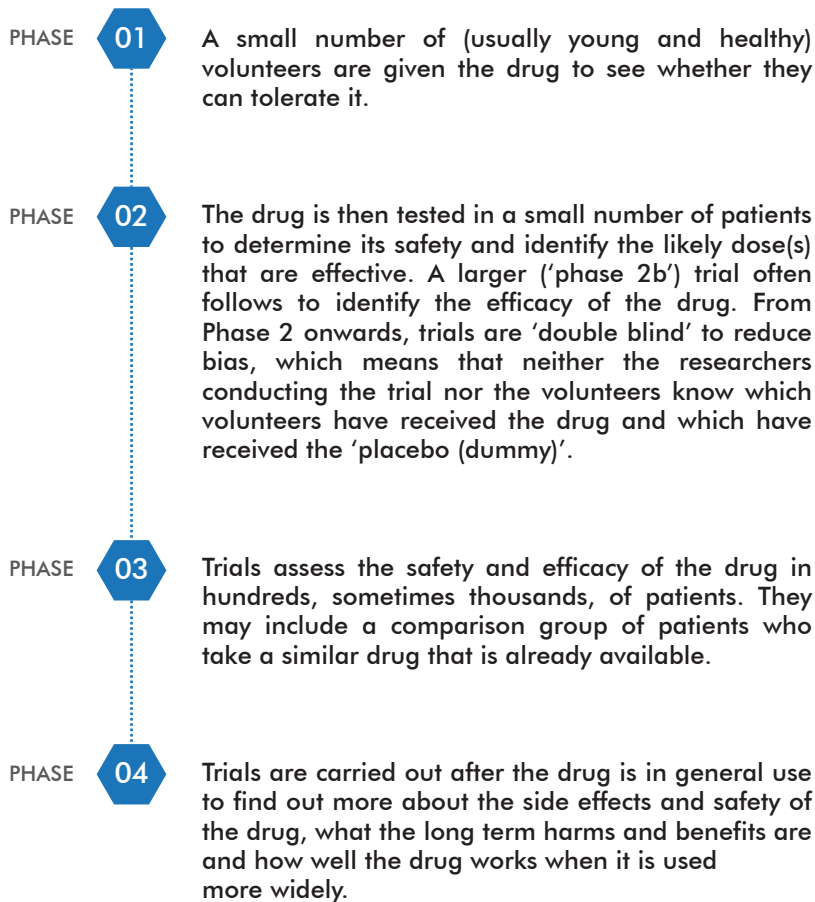 PHASE 01 A small number of (usually young and healthy)
volunteers are given the drug to see whether they
can tolerate it.
PHASE 02 The drug is then tested in a small number of patients
to determine its safety and identify the likely dose(s)
that are effective. A larger (‘phase 2b’) trial often
follows to identify the efficacy of the drug. From
Phase 2 onwards, trials are ‘double blind’ to reduce
bias, which means that neither the researchers
conducting the trial nor the volunteers know which
volunteers have received the drug and which have
received the ‘placebo (dummy)’.
PHASE 03 Trials assess the safety and efficacy of the drug in
hundreds, sometimes thousands, of patients. They
may include a comparison group of patients who
take a similar drug that is already available.
PHASE 04 Trials are carried out after the drug is in general use
to find out more about the side effects and safety of
the drug, what the long term harms and benefits are
and how well the drug works when it is used
more widely.